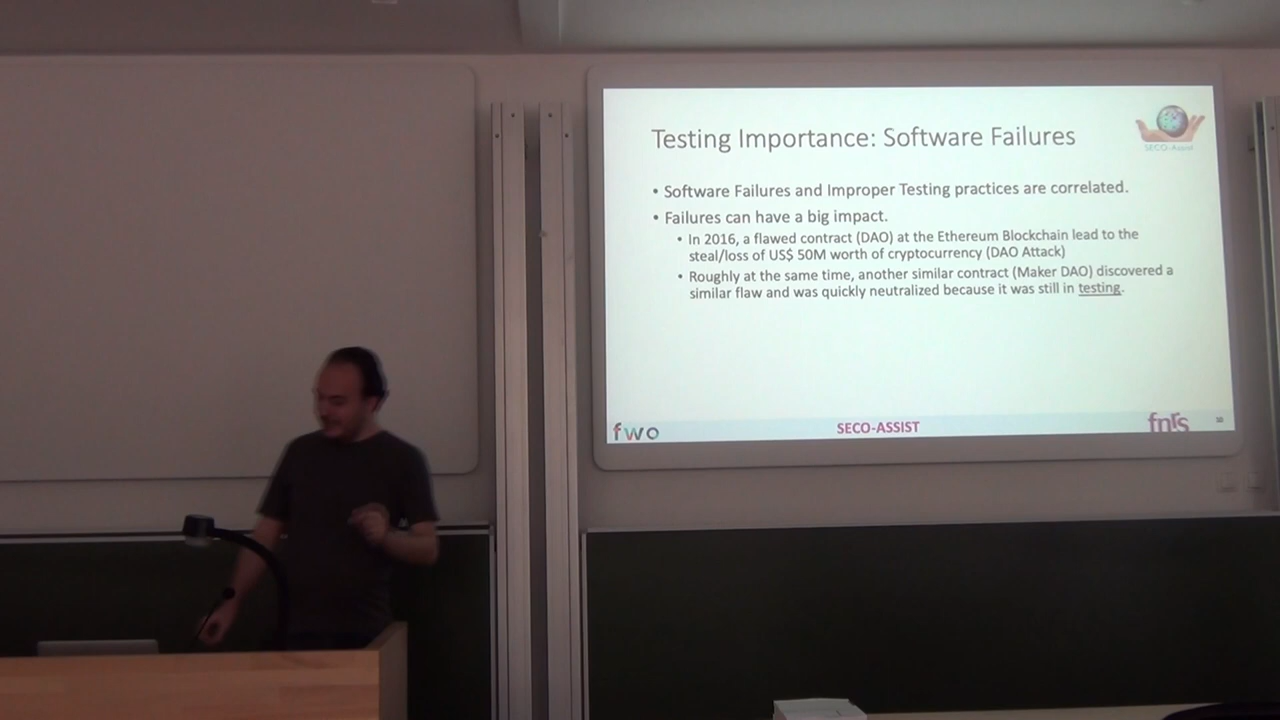 Testing Importance: Software Failures
SECO-Assist
• Software Failures and Improper Testing practices are correlated.
• Failures can have a big impact.
• In 2016, a flawed contract (DAO) at the Ethereum Blockchain lead to the
steal/loss of US$ 50M worth of cryptocurrency (DAO Attack)
• Roughly at the same time, another similar contract (Maker DAO) discovered a
similar flaw and was quickly neutralized because it was still in testing.
fwo
SECO-ASSIST
fnrs